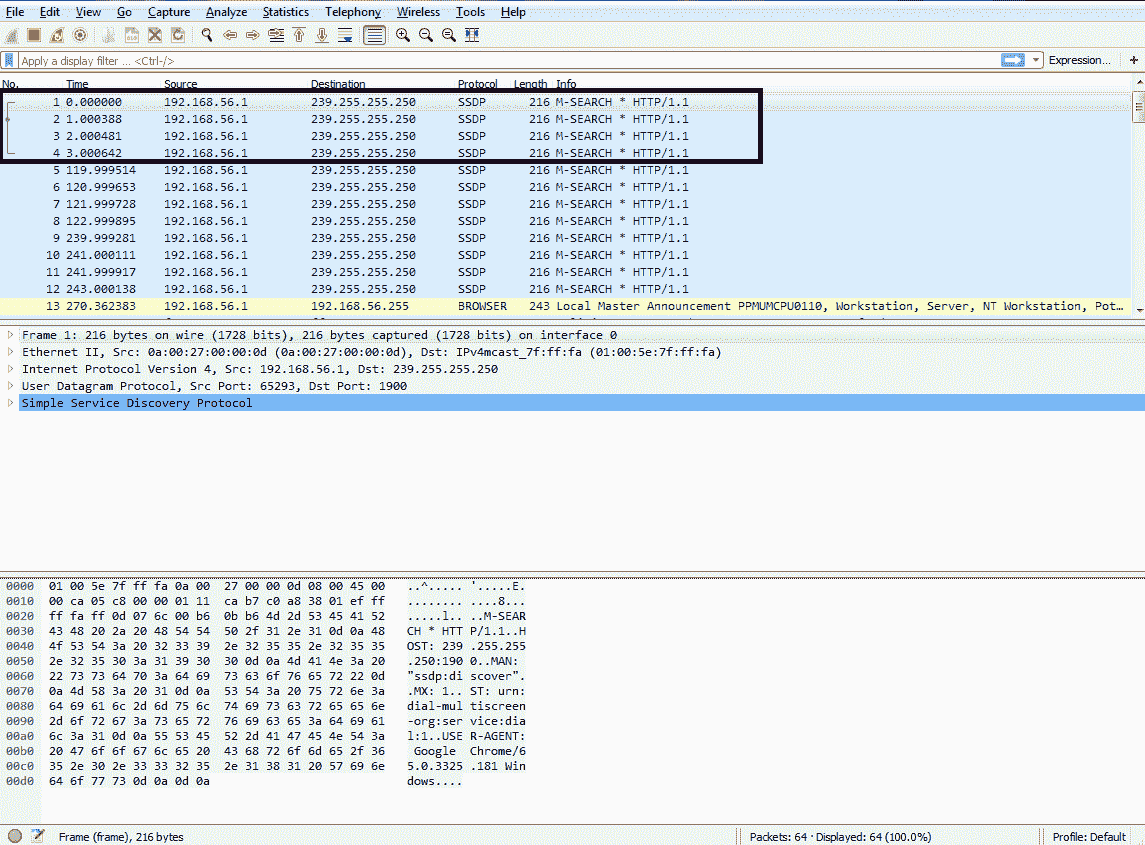 File Edit View Go Capture Analyze Statistics Telephony Wireless Tools Help
Apply a display filter ... <Ctrl-/> Expression... +
No. Time Source Destination Protocol Length Info
1 0.000000 192.168.56.1 239.255.255.250 SSDP 216 M-SEARCH * HTTP/1.1
2 1.000388 192.168.56.1 239.255.255.250 SSDP 216 M-SEARCH * HTTP/1.1
3 2.000481 192.168.56.1 239.255.255.250 SSDP 216 M-SEARCH * HTTP/1.1
4 3.000642 192.168.56.1 239.255.255.250 SSDP 216 M-SEARCH * HTTP/1.1
5 119.999514 192.168.56.1 239.255.255.250 SSDP 216 M-SEARCH * HTTP/1.1
6 120.999653 192.168.56.1 239.255.255.250 SSDP 216 M-SEARCH * HTTP/1.1
7 121.999728 192.168.56.1 239.255.255.250 SSDP 216 M-SEARCH * HTTP/1.1
8 122.999895 192.168.56.1 239.255.255.250 SSDP 216 M-SEARCH * HTTP/1.1
9 239.999281 192.168.56.1 239.255.255.250 SSDP 216 M-SEARCH * HTTP/1.1
10 241.000111 192.168.56.1 239.255.255.250 SSDP 216 M-SEARCH * HTTP/1.1
11 241.999917 192.168.56.1 239.255.255.250 SSDP 216 M-SEARCH * HTTP/1.1
12 243.000138 192.168.56.1 239.255.255.250 SSDP 216 M-SEARCH * HTTP/1.1
13 270.362383 192.168.56.1 192.168.56.255 BROWSER 243 Local Master Announcement PPMUMCPU0110, Workstation, Server, NT Workstation, Pot...
Frame 1: 216 bytes on wire (1728 bits), 216 bytes captured (1728 bits) on interface 0
Ethernet II, Src: 0a:00:27:00:00:0d (0a:00:27:00:00:0d), Dst: IPv4mcast_7f:ff:fa (01:00:5e:7f:ff:fa)
Internet Protocol Version 4, Src: 192.168.56.1, Dst: 239.255.255.250
User Datagram Protocol, Src Port: 65293, Dst Port: 1900
Simple Service Discovery Protocol
0000 01 00 5e 7f ff fa 0a 00 27 00 00 0d 08 00 45 00 ..^..... '.....E.
0010 00 ca 05 c8 00 00 01 11 ca b7 c0 a8 38 01 ef ff ........ ....8...
0020 ff fa ff 0d 07 6c 00 b6 0b b6 4d 2d 53 45 41 52 .....l.. ..M-SEAR
0030 43 48 20 2a 20 48 54 54 50 2f 31 2e 31 0d 0a 48 CH * HTT P/1.1..H
0040 4f 53 54 3a 20 32 33 39 2e 32 35 35 2e 32 35 35 OST: 239 .255.255
0050 2e 32 35 30 3a 31 39 30 30 0d 0a 4d 41 4e 3a 20 .250:190 0..MAN:
0060 22 73 73 64 70 3a 64 69 73 63 6f 76 65 72 22 0d "ssdp:di scover".
0070 0a 4d 58 3a 20 31 0d 0a 53 54 3a 20 75 72 6e 3a .MX: 1.. ST: urn:
0080 64 69 61 6c 2d 6d 75 6c 74 69 73 63 72 65 65 6e dial-mul tiscreen
0090 2d 6f 72 67 3a 73 65 72 76 69 63 65 3a 64 69 61 -org:ser vice:dia
00a0 6c 3a 31 0d 0a 55 53 45 52 2d 41 47 45 4e 54 3a l:1..USE R-AGENT:
00b0 20 47 6f 6f 67 6c 65 20 43 68 72 6f 6d 65 2f 36 Google Chrome/6
00c0 35 2e 30 2e 33 33 32 35 2e 31 38 31 20 57 69 6e 5.0.3325 .181 Win
00d0 64 6f 77 73 0d 0a 0d 0a dows....
Frame (frame), 216 bytes Packets: 64 · Displayed: 64 (100.0%) Profile: Default